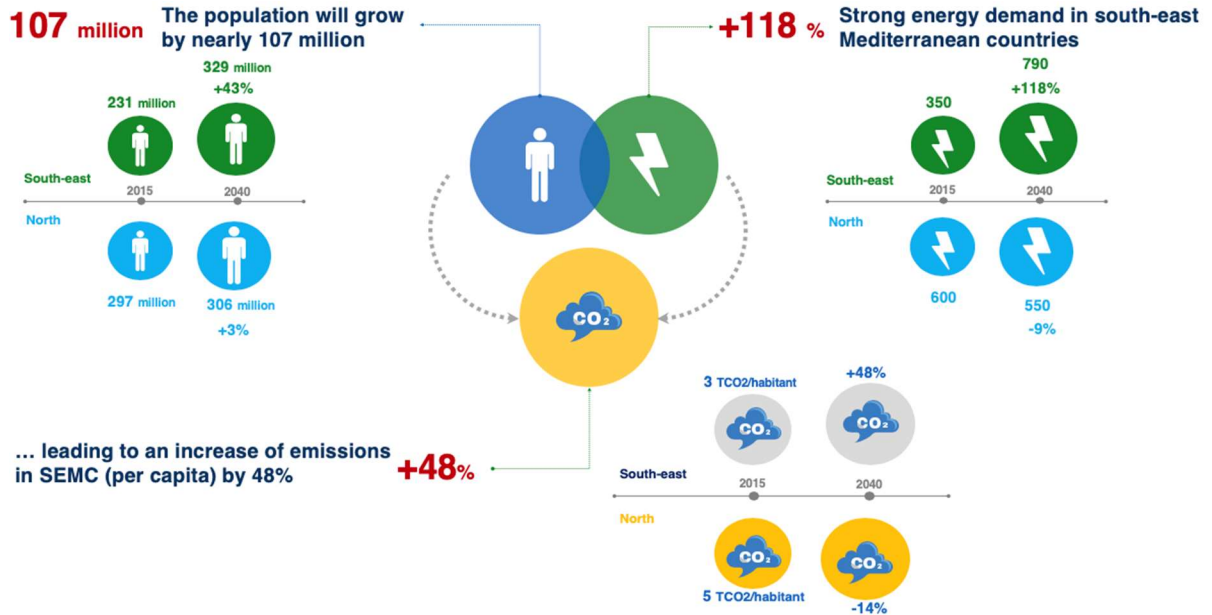 107 million
The population will grow
by nearly 107 million
329 million
+43%
231 million
South-east
2015
2040
North
297 million
306 million
+3%
+118 %
Strong energy demand in south-east
Mediterranean countries
790
+118%
350
South-east
2015
2040
North
600
550
-9%
CO2
... leading to an increase of emissions
in SEMC (per capita) by 48%
+48%
3 TCO2/habitant
+48%
CO2
CO2
South-east
2015
2040
North
CO2
CO2
5 TCO2/habitant
-14%